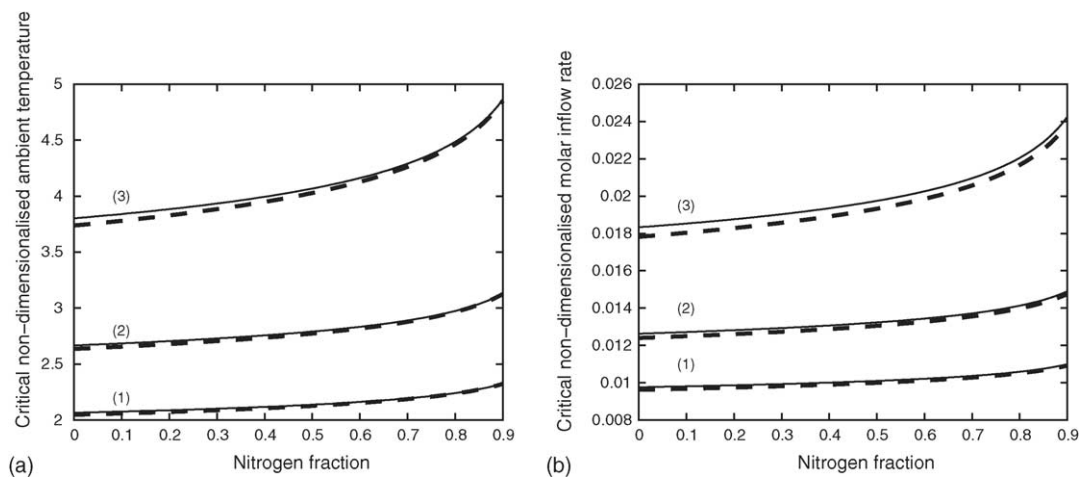 Critical non-dimensionalised ambient temperature
5
4.5
4
3.5
3
2.5
2
(3)
(2)
(1)
0 0.1 0.2 0.3 0.4 0.5 0.6 0.7 0.8 0.9
Nitrogen fraction
(a)
Critical non-dimensionalised molar inflow rate
0.026
0.024
0.022
0.02
0.018
0.016
0.014
0.012
0.01
0.008
(3)
(2)
(1)
0 0.1 0.2 0.3 0.4 0.5 0.6 0.7 0.8 0.9
Nitrogen fraction
(b)